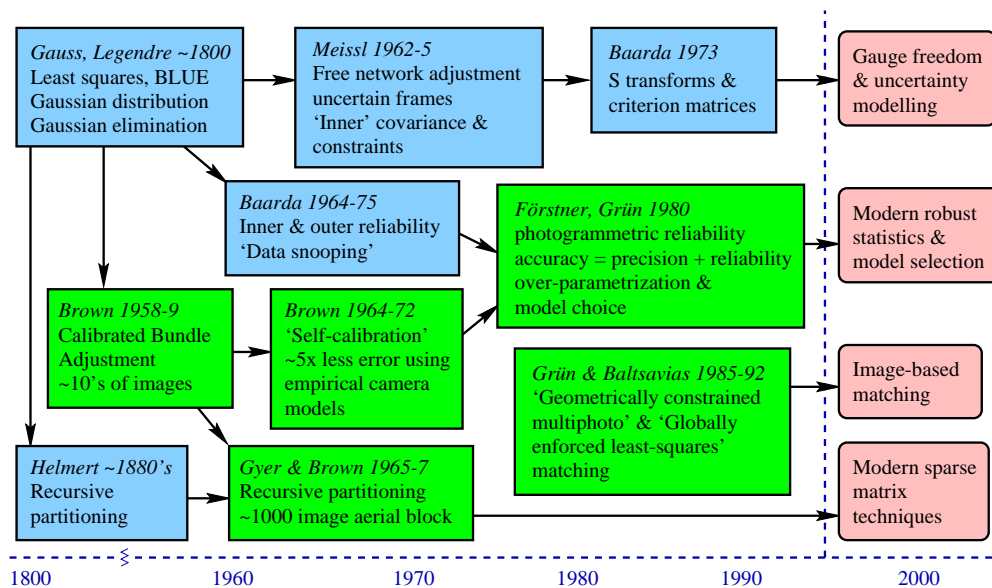 Gauss, Legendre ~1800
Least squares, BLUE
Gaussian distribution
Gaussian elimination
Meissl 1962-5
Free network adjustment
uncertain frames
‘Inner’ covariance &
constraints
Baarda 1973
S transforms &
criterion matrices
Gauge freedom
& uncertainty
modelling
Baarda 1964-75
Inner & outer reliability
‘Data snooping’
Förstner, Grün 1980
photogrammetric reliability
accuracy = precision + reliability
over-parametrization &
model choice
Modern robust
statistics &
model selection
Brown 1958-9
Calibrated Bundle
Adjustment
~10's of images
Brown 1964-72
‘Self-calibration’
~5x less error using
empirical camera
models
Grün & Baltsavias 1985-92
‘Geometrically constrained
multiphoto’ & ‘Globally
enforced least-squares’
matching
Image-based
matching
Helmert ~1880's
Recursive
partitioning
Gyer & Brown 1965-7
Recursive partitioning
~1000 image aerial block
Modern sparse
matrix
techniques
1800 1960 1970 1980 1990 2000